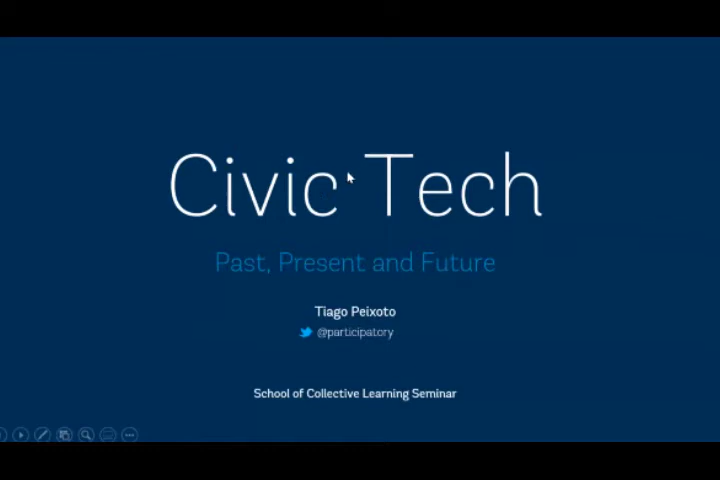 Civic Tech
Past, Present and Future
Tiago Peixoto
@participatory
School of Collective Learning Seminar